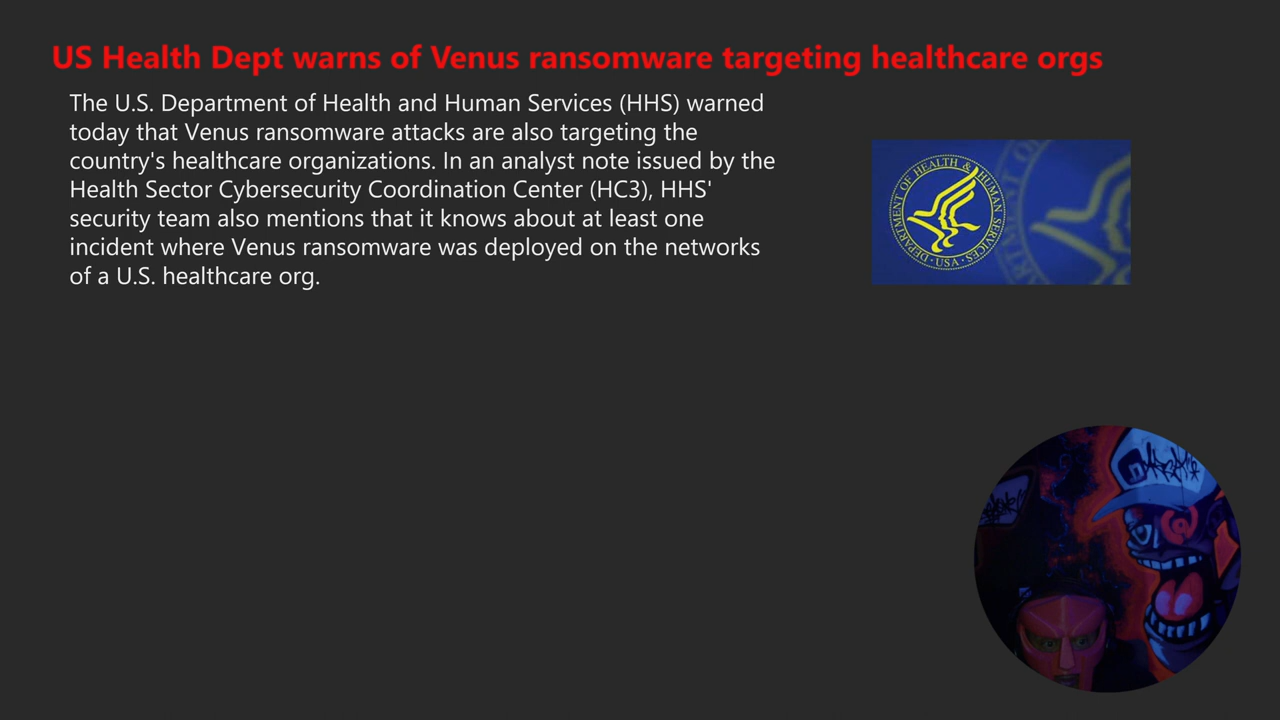 US Health Dept warns of Venus ransomware targeting healthcare orgs
The U.S. Department of Health and Human Services (HHS) warned
today that Venus ransomware attacks are also targeting the
country's healthcare organizations. In an analyst note issued by the
Health Sector Cybersecurity Coordination Center (HC3), HHS'
security team also mentions that it knows about at least one
incident where Venus ransomware was deployed on the networks
of a U.S. healthcare org.
DEPARTMENT OF HEALTH & HUMAN SERVICES · USA ·